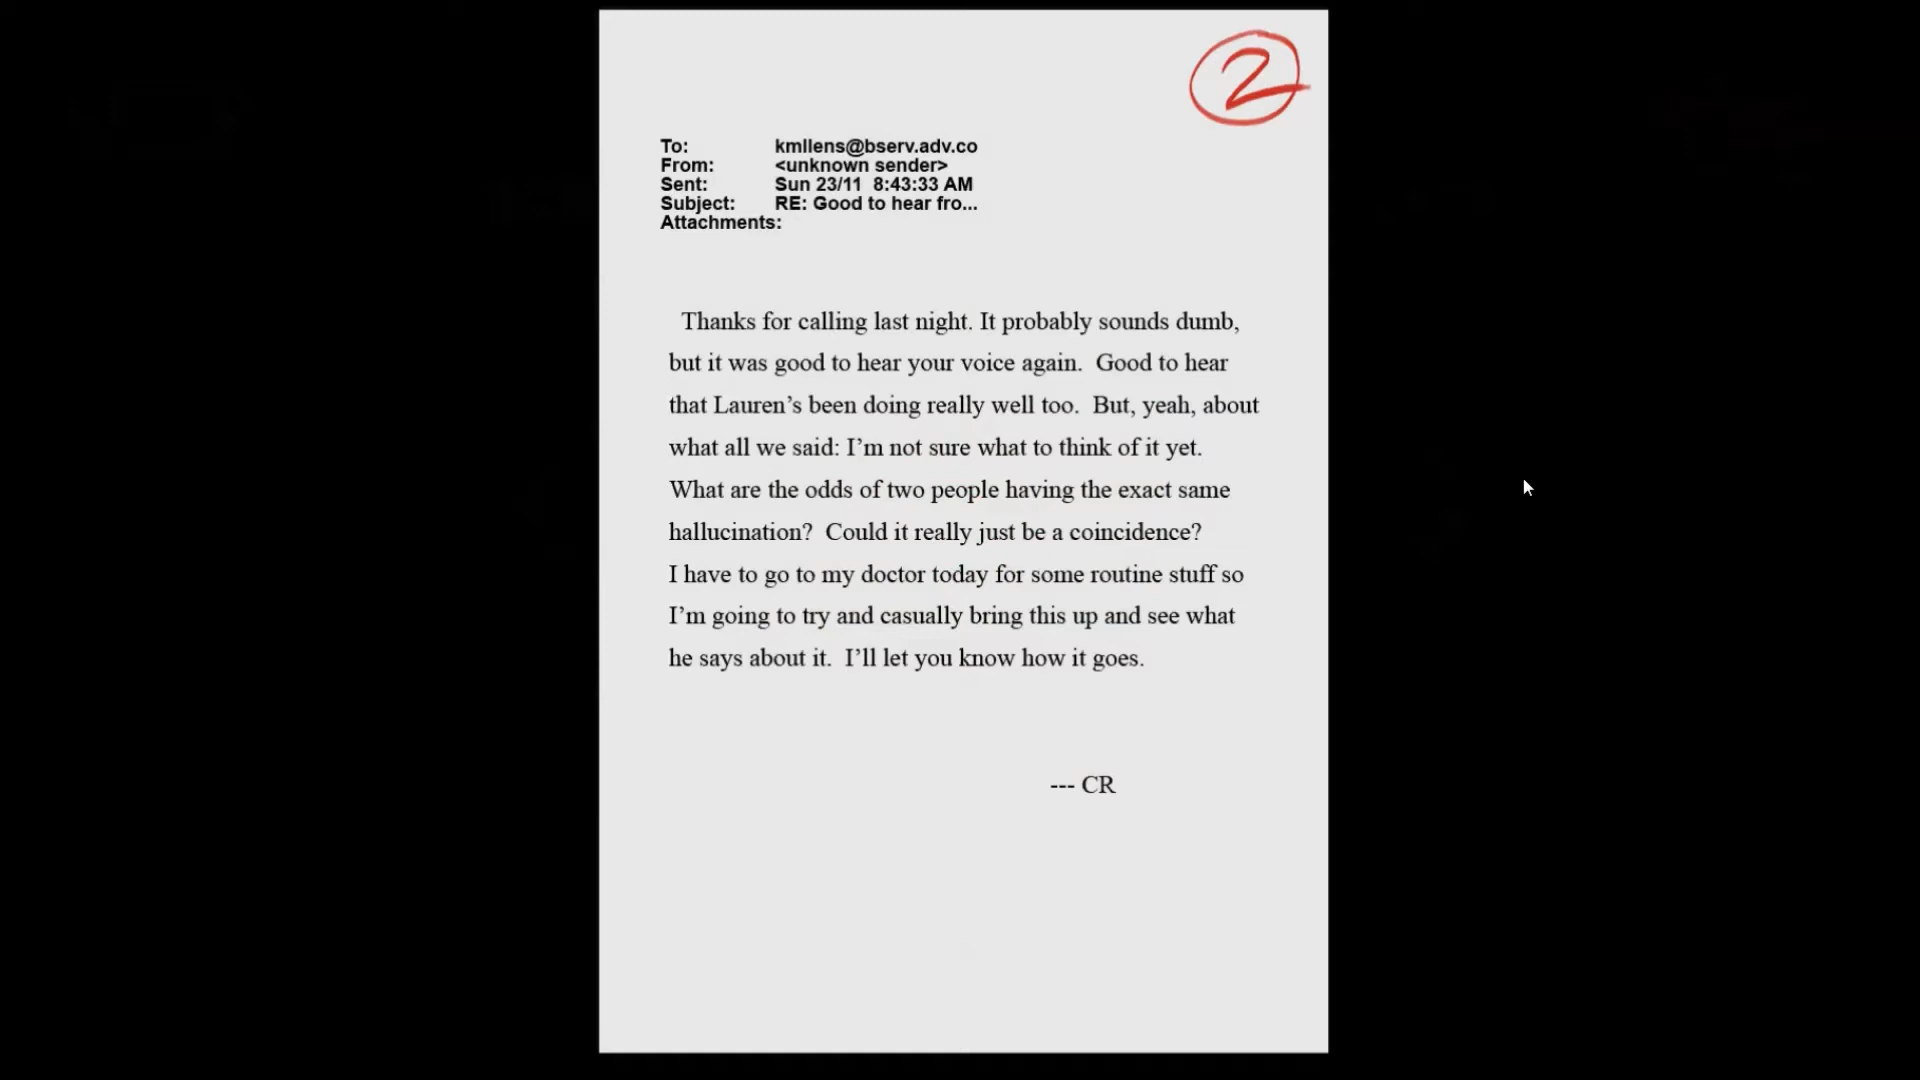 2
To: kmllens@bserv.adv.co
From: <unknown sender>
Sent: Sun 23/11 8:43:33 AM
Subject: RE: Good to hear fro...
Attachments:
Thanks for calling last night. It probably sounds dumb,
but it was good to hear your voice again.  Good to hear
that Lauren’s been doing really well too.  But, yeah, about
what all we said: I’m not sure what to think of it yet.
What are the odds of two people having the exact same
hallucination?  Could it really just be a coincidence?
I have to go to my doctor today for some routine stuff so
I’m going to try and casually bring this up and see what
he says about it.  I’ll let you know how it goes.
--- CR